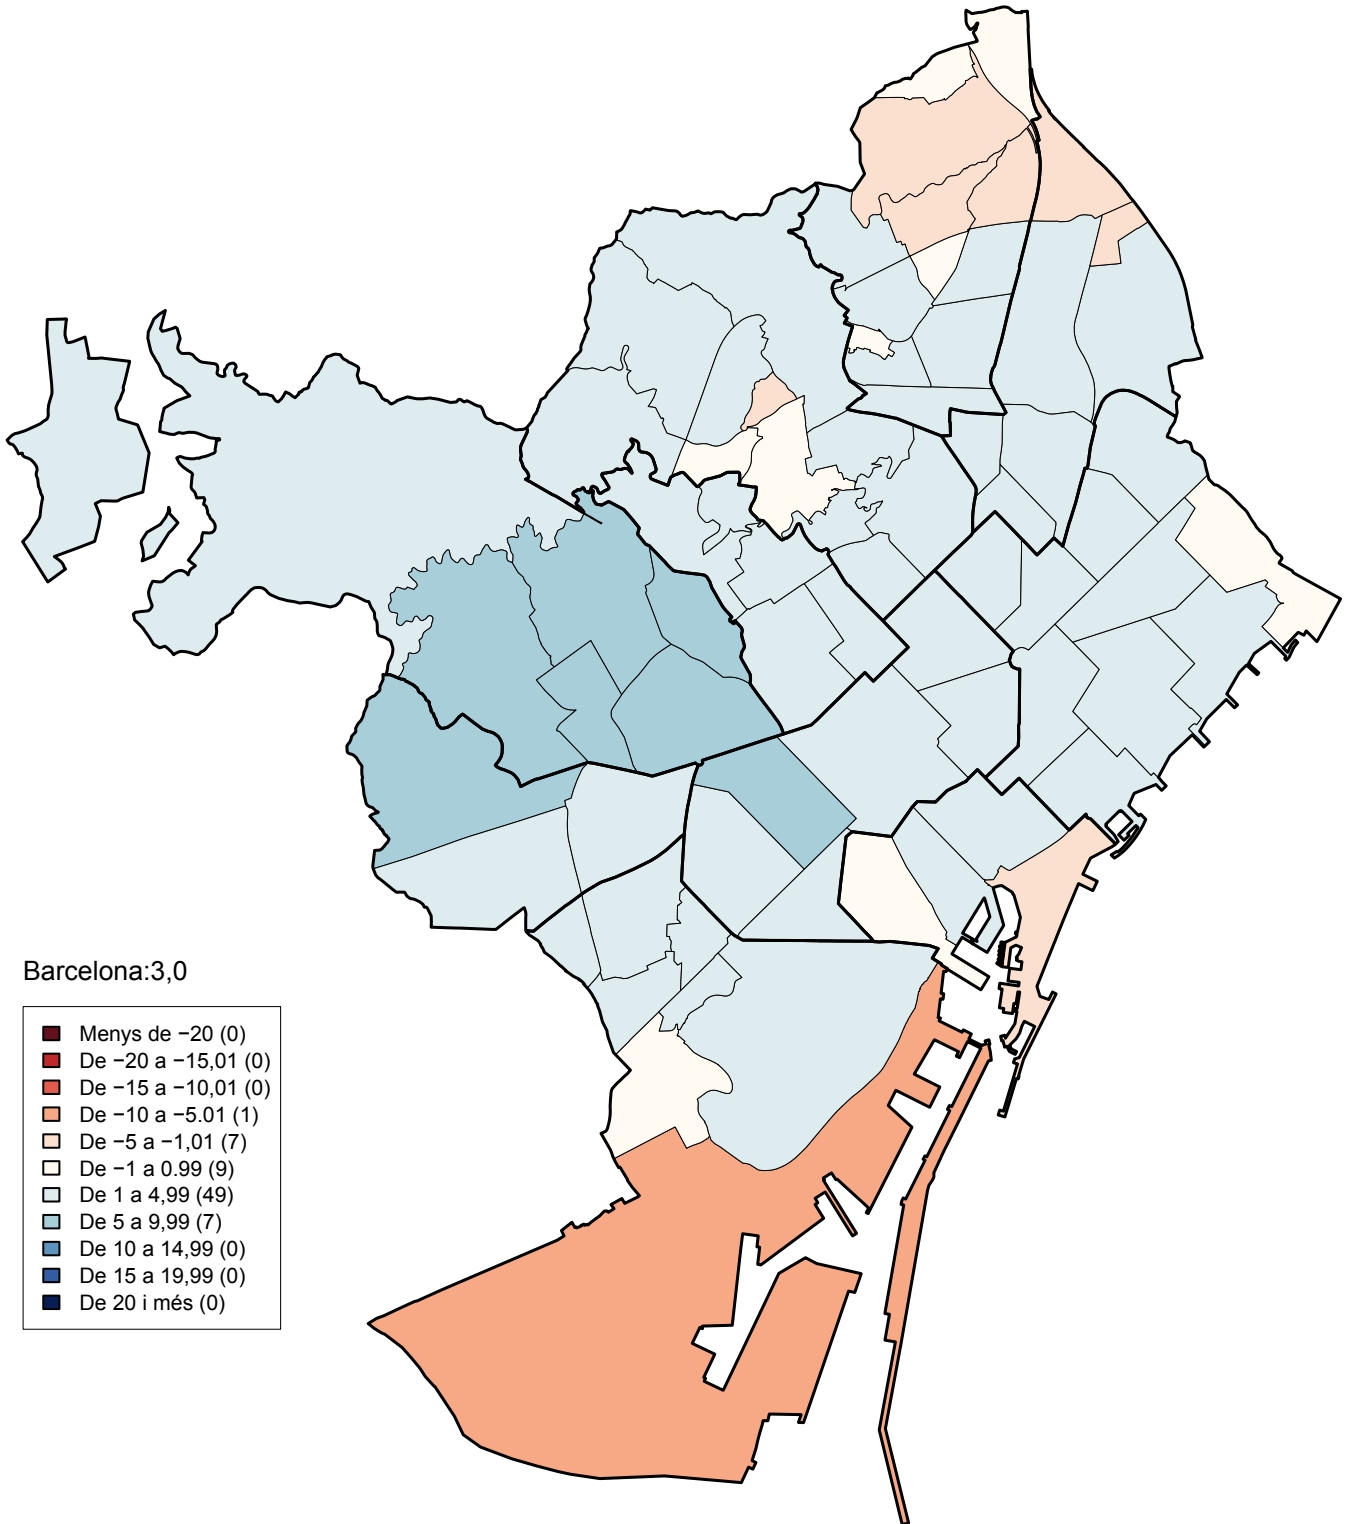 Barcelona:3,0
Menys de −20 (0)
De −20 a −15,01 (0)
De −15 a −10,01 (0)
De −10 a −5.01 (1)
De −5 a −1,01 (7)
De −1 a 0.99 (9)
De 1 a 4,99 (49)
De 5 a 9,99 (7)
De 10 a 14,99 (0)
De 15 a 19,99 (0)
De 20 i més (0)